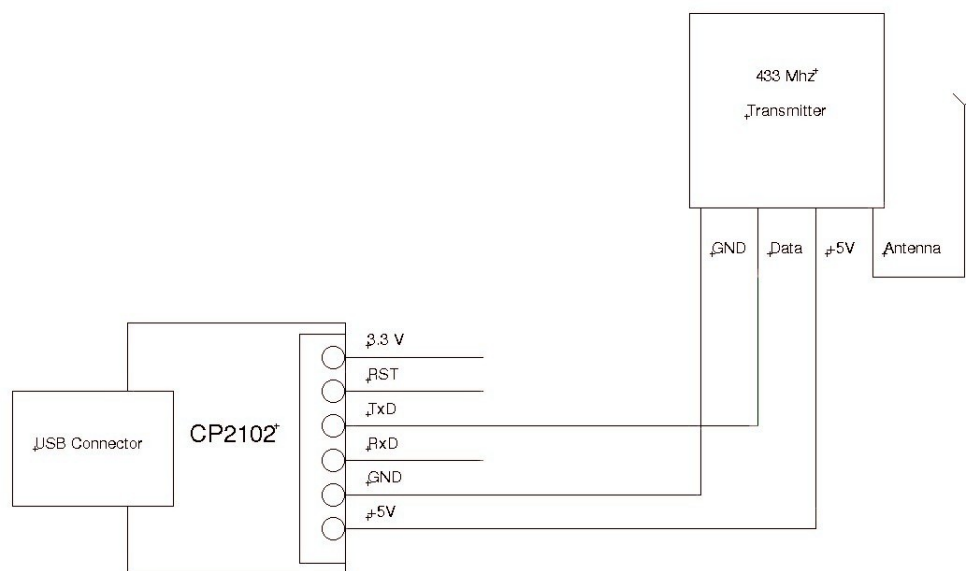 433 Mhz
Transmitter
GND
Data
+5V
Antenna
3.3 V
RST
TxD
RxD
GND
+5V
USB Connector
CP2102